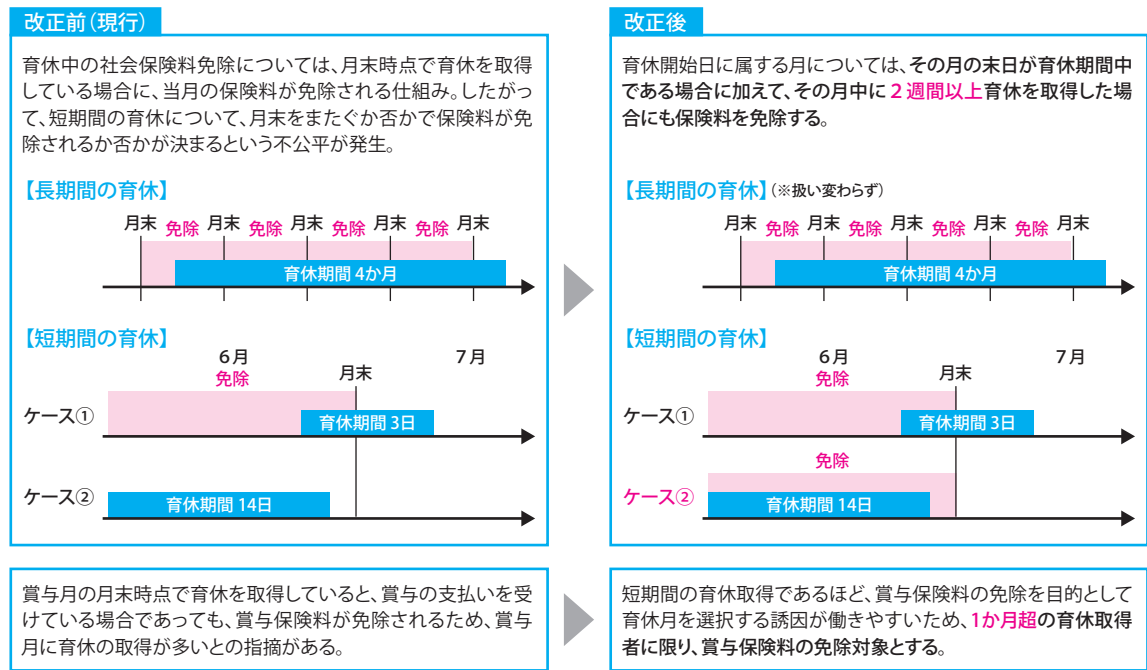 改正前(現行)
育休中の社会保険料免除については、月末時点で育休を取得
している場合に、当月の保険料が免除される仕組み。したがっ
て、短期間の育休について、月末をまたぐか否かで保険料が免
除されるか否かが決まるという不公平が発生。
【長期間の育休】
月末 免除 月末 免除 月末 免除 月末 免除 月末
育休期間 4か月
【短期間の育休】
6月 7月
免除 月末
ケース①
育休期間 3日
ケース②
育休期間 14日
改正後
育休開始日に属する月については、その月の末日が育休期間中
である場合に加えて、その月中に2週間以上育休を取得した場
合にも保険料を免除する。
【長期間の育休】(※扱い変わらず)
月末 免除 月末 免除 月末 免除 月末 免除 月末
育休期間 4か月
【短期間の育休】
6月 7月
免除 月末
ケース①
育休期間 3日
免除
ケース②
育休期間 14日
賞与月の月末時点で育休を取得していると、賞与の支払いを受
けている場合であっても、賞与保険料が免除されるため、賞与
月に育休の取得が多いとの指摘がある。
短期間の育休取得であるほど、賞与保険料の免除を目的として
育休月を選択する誘因が働きやすいため、1か月超の育休取得
者に限り、賞与保険料の免除対象とする。